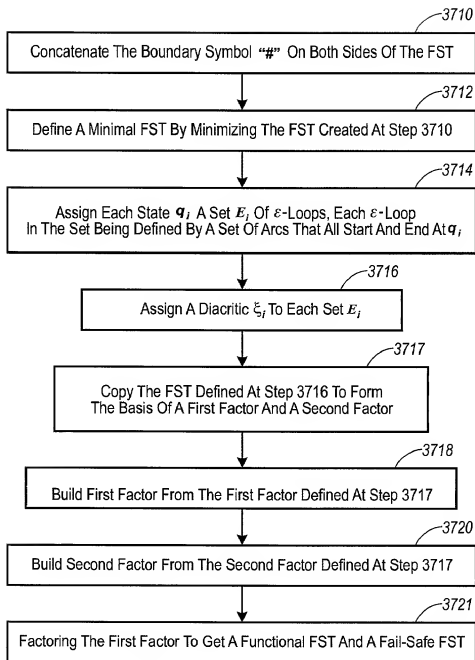 3710
Concatenate The Boundary Symbol "#" On Both Sides Of The FST
3712
Define A Minimal FST By Minimizing The FST Created At Step 3710
3714
Assign Each State qᵢ A Set Eᵢ Of ε-Loops, Each ε-Loop
In The Set Being Defined By A Set Of Arcs That All Start And End At qᵢ
3716
Assign A Diacritic ξᵢ To Each Set Eᵢ
3717
Copy The FST Defined At Step 3716 To Form
The Basis Of A First Factor And A Second Factor
3718
Build First Factor From The First Factor Defined At Step 3717
3720
Build Second Factor From The Second Factor Defined At Step 3717
3721
Factoring The First Factor To Get A Functional FST And A Fail-Safe FST